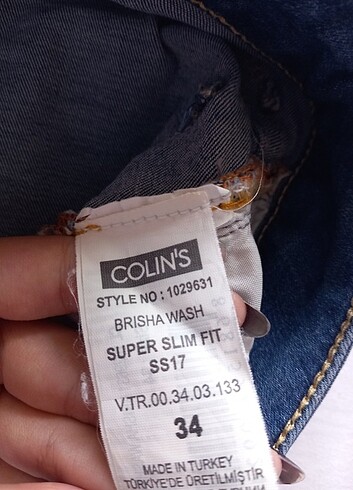 COLIN'S
STYLE NO : 1029631
BRISHA WASH
SUPER SLIM FIT
SS17
V.TR.00.34.03.133
34
MADE IN TURKEY
TÜRKİYE'DE ÜRETİLMİŞTİR